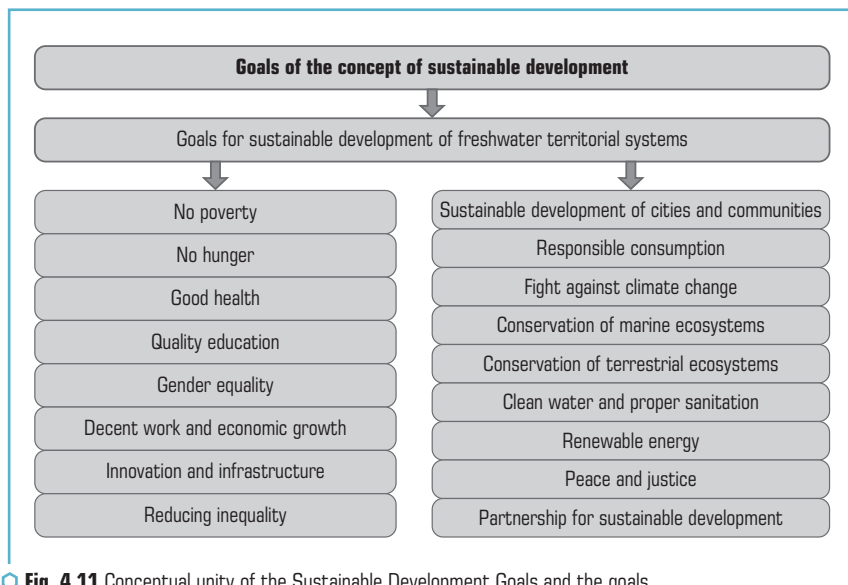 Goals of the concept of sustainable development
Goals for sustainable development of freshwater territorial systems
No poverty
No hunger
Good health
Quality education
Gender equality
Decent work and economic growth
Innovation and infrastructure
Reducing inequality
Sustainable development of cities and communities
Responsible consumption
Fight against climate change
Conservation of marine ecosystems
Conservation of terrestrial ecosystems
Clean water and proper sanitation
Renewable energy
Peace and justice
Partnership for sustainable development
Fig. 4.11 Conceptual unity of the Sustainable Development Goals and the goals